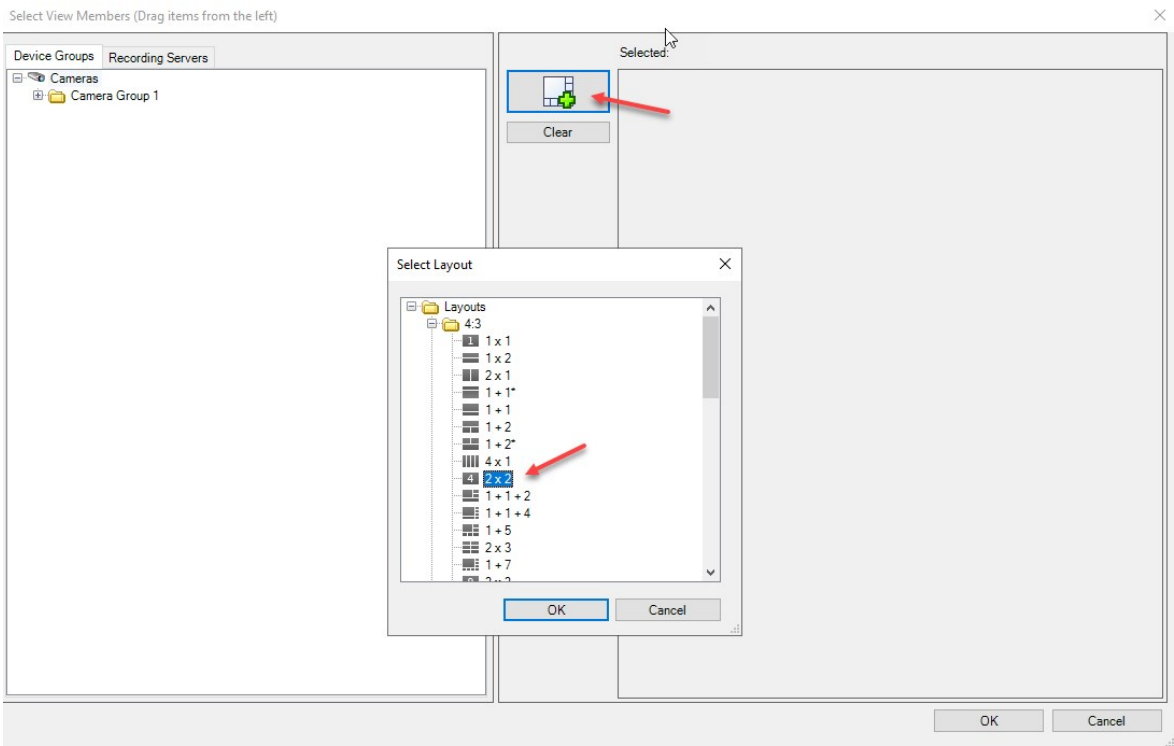 Select View Members (Drag items from the left)
Device Groups
Recording Servers
Selected:
Cameras
Camera Group 1
Clear
Select Layout
Layouts
4:3
1 1 x 1
1 x 2
2 x 1
1 + 1*
1 + 1
1 + 2
1 + 2*
4 x 1
4 2 x 2
1 + 1 + 2
1 + 1 + 4
1 + 5
2 x 3
1 + 7
OK
Cancel
OK
Cancel